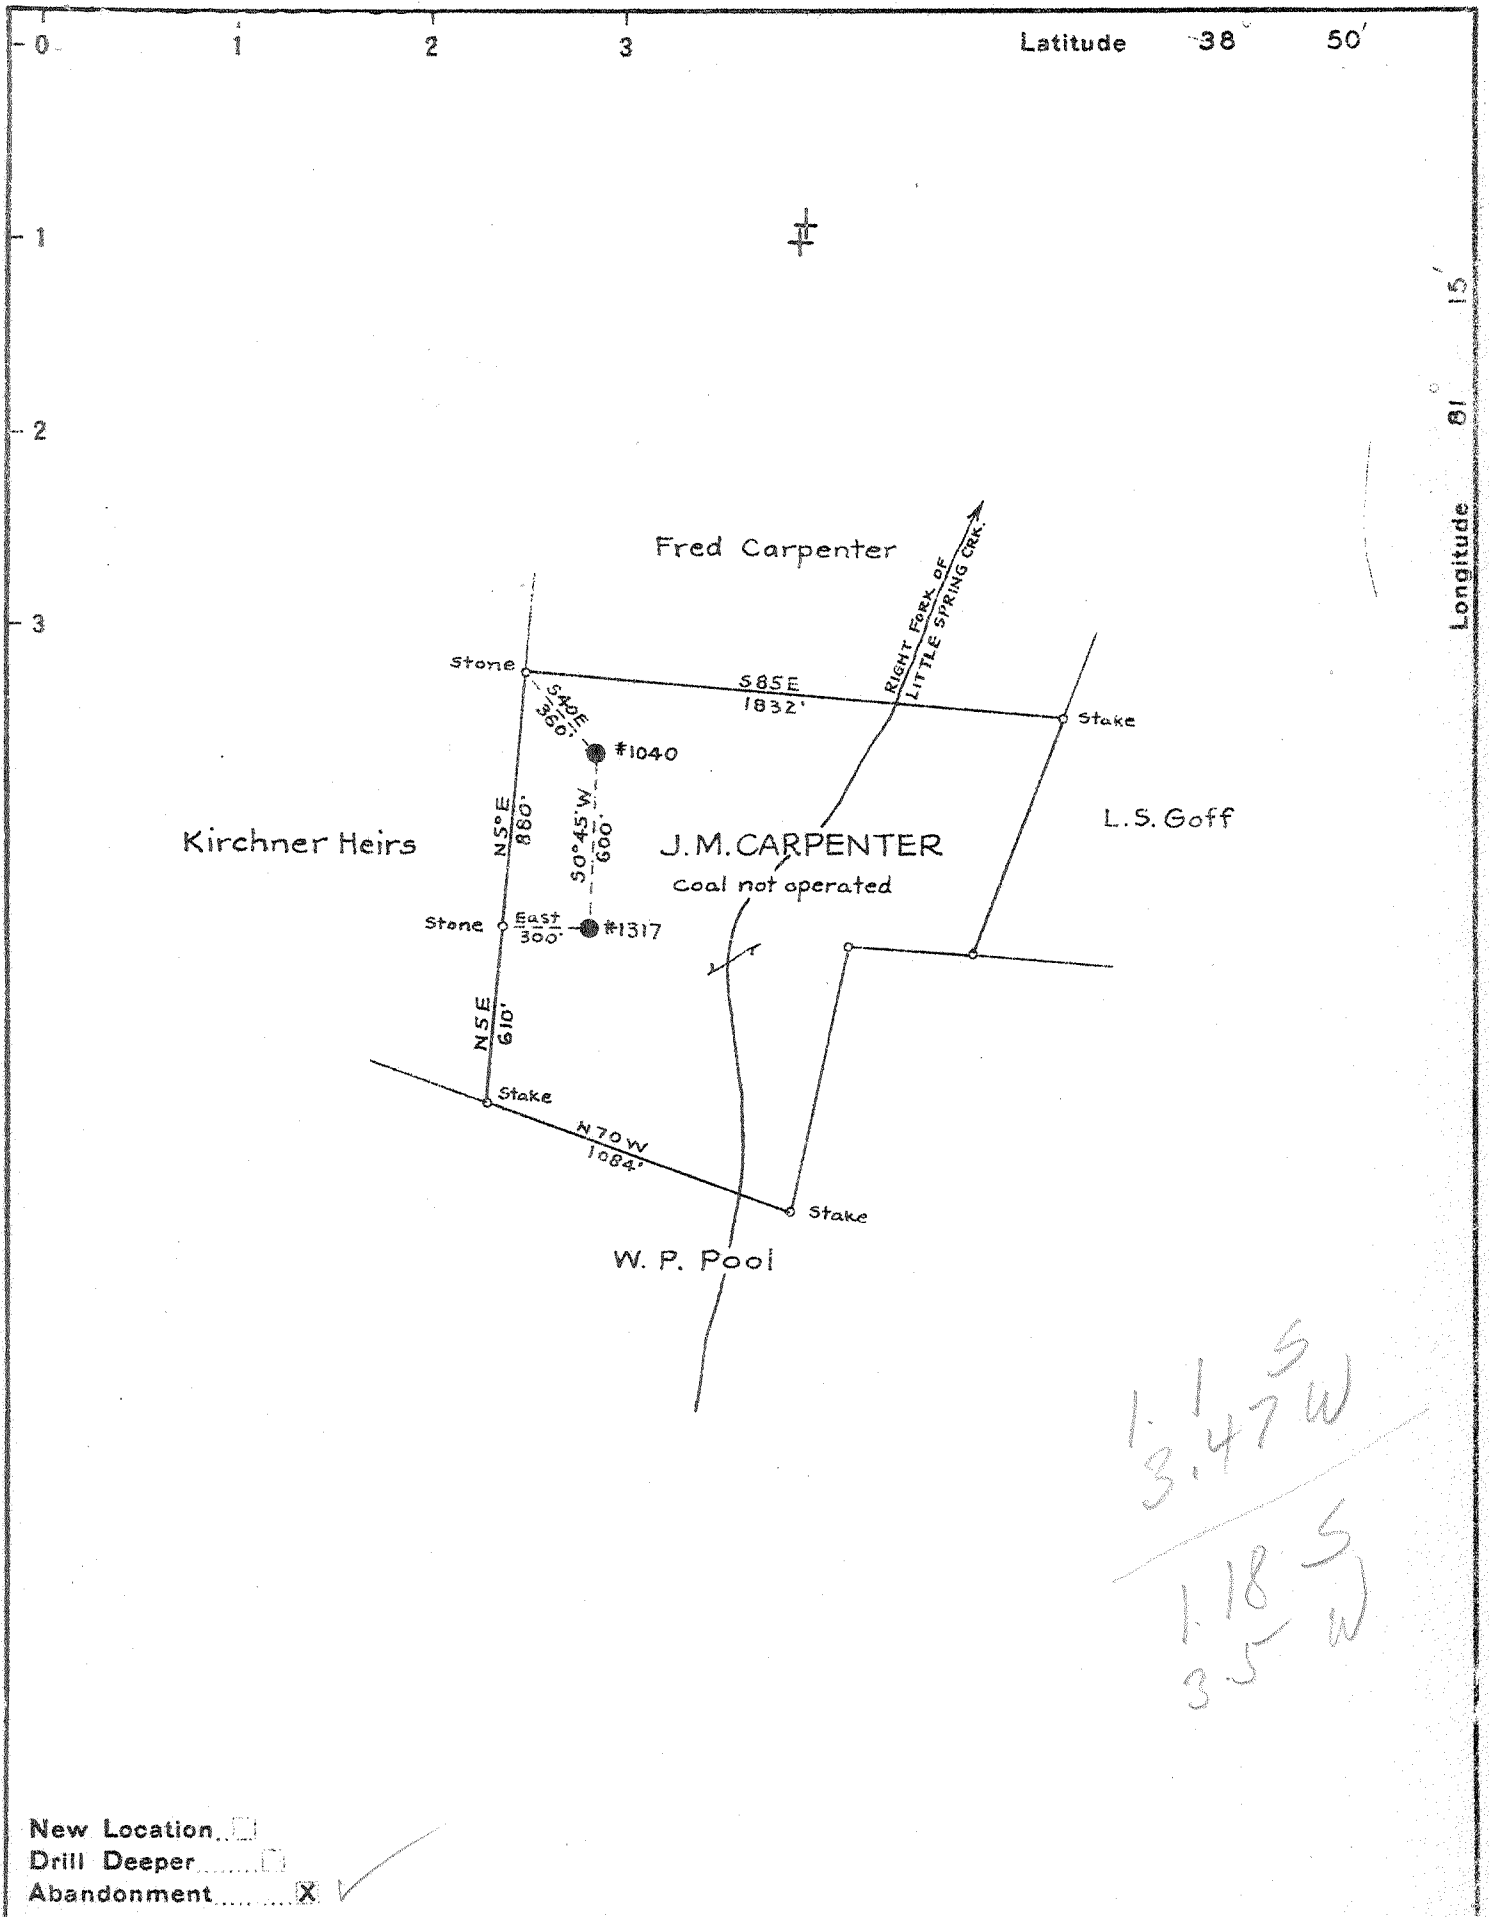 0 1 2 3 Latitude 38° 50'
1
Longitude 81° 15'
2
3
Fred Carpenter
RIGHT FORK OF
LITTLE SPRING CRK.
Stone
S85E
1832'
Stake
S40E
360'
#1040
N5°E
880'
S0°45'W
600'
Kirchner Heirs
J.M. CARPENTER
L.S. Goff
Coal not operated
Stone
East
300'
#1317
N5E
610'
Stake
N70W
1084'
Stake
W. P. Pool
1.1 S
3.47 W
1.18 S
3.5 W
New Location
Drill Deeper
Abandonment X